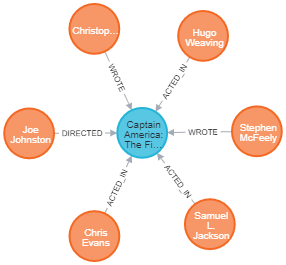 Christop...
Hugo
Weaving
WROTE
ACTED_IN
Captain
America:
The Fi...
Joe
Johnston
DIRECTED
WROTE
Stephen
McFeely
ACTED_IN
ACTED_IN
Chris
Evans
Samuel
L.
Jackson